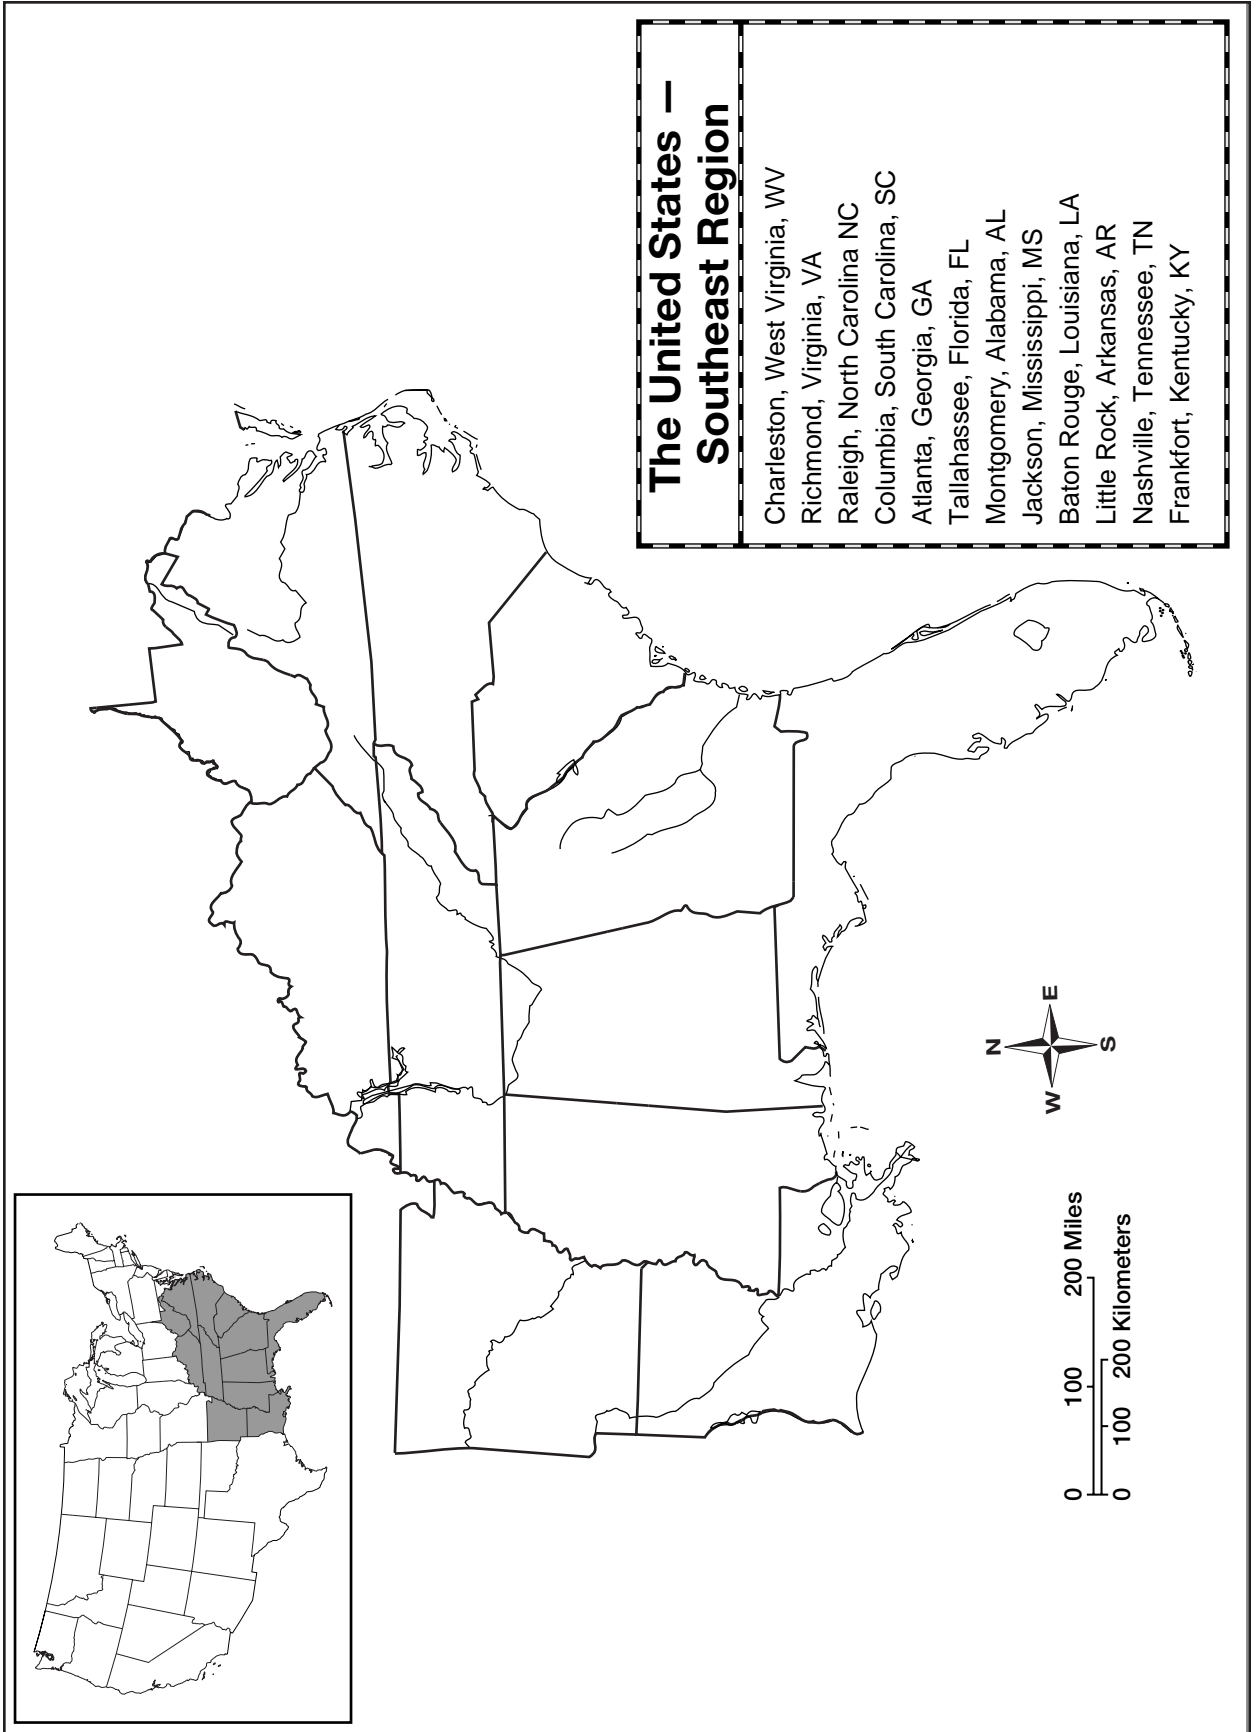 The United States —
Southeast Region
Charleston, West Virginia, WV
Richmond, Virginia, VA
Raleigh, North Carolina NC
Columbia, South Carolina, SC
Atlanta, Georgia, GA
Tallahassee, Florida, FL
Montgomery, Alabama, AL
Jackson, Mississippi, MS
Baton Rouge, Louisiana, LA
Little Rock, Arkansas, AR
Nashville, Tennessee, TN
Frankfort, Kentucky, KY
N
W E
S
0 100 200 Miles
0 100 200 Kilometers